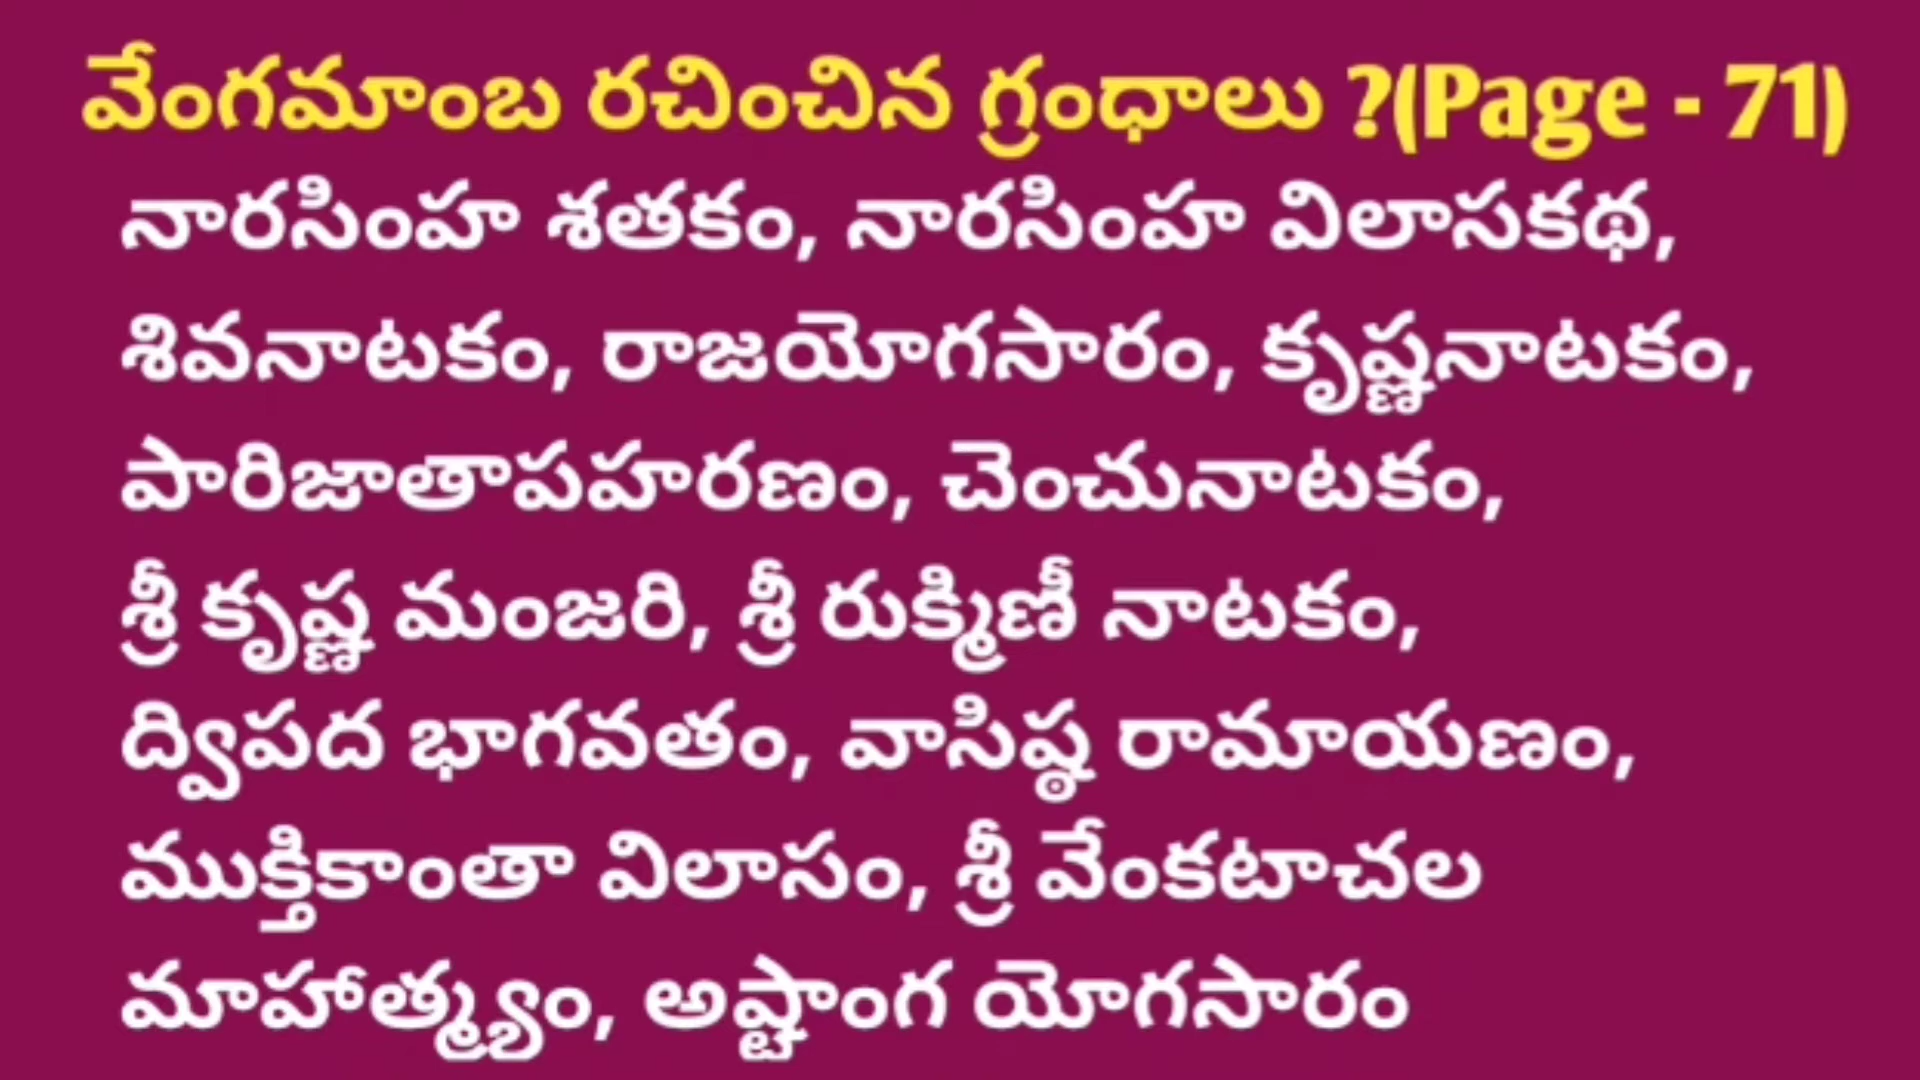 వేంగమాంబ రచించిన గ్రంధాలు ?(Page - 71)
నారసింహ శతకం, నారసింహ విలాసకథ,
శివనాటకం, రాజయోగసారం, కృష్ణనాటకం,
పారిజాతాపహరణం, చెంచునాటకం,
శ్రీ కృష్ణ మంజరి, శ్రీ రుక్మిణీ నాటకం,
ద్విపద భాగవతం, వాసిష్ఠ రామాయణం,
ముక్తికాంతా విలాసం, శ్రీ వేంకటాచల
మాహాత్మ్యం, అష్టాంగ యోగసారం